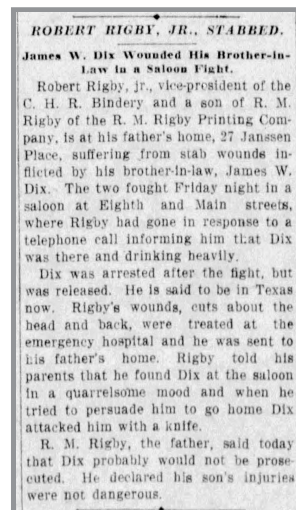 ROBERT RIGBY, JR., STABBED.
James W. Dix Wounded His Brother-in-
Law in a Saloon Fight.
Robert Rigby, jr., vice-president of the
C. H. R. Bindery and a son of R. M.
Rigby of the R. M. Rigby Printing Com-
pany, is at his father's home, 27 Janssen
Place, suffering from stab wounds in-
flicted by his brother-in-law, James W.
Dix. The two fought Friday night in a
saloon at Eighth and Main streets,
where Rigby had gone in response to a
telephone call informing him that Dix
was there and drinking heavily.
Dix was arrested after the fight, but
was released. He is said to be in Texas
now. Rigby's wounds, cuts about the
head and back, were treated at the
emergency hospital and he was sent to
his father's home. Rigby told his
parents that he found Dix at the saloon
in a quarrelsome mood and when he
tried to persuade him to go home Dix
attacked him with a knife.
R. M. Rigby, the father, said today
that Dix probably would not be prose-
cuted. He declared his son's injuries
were not dangerous.